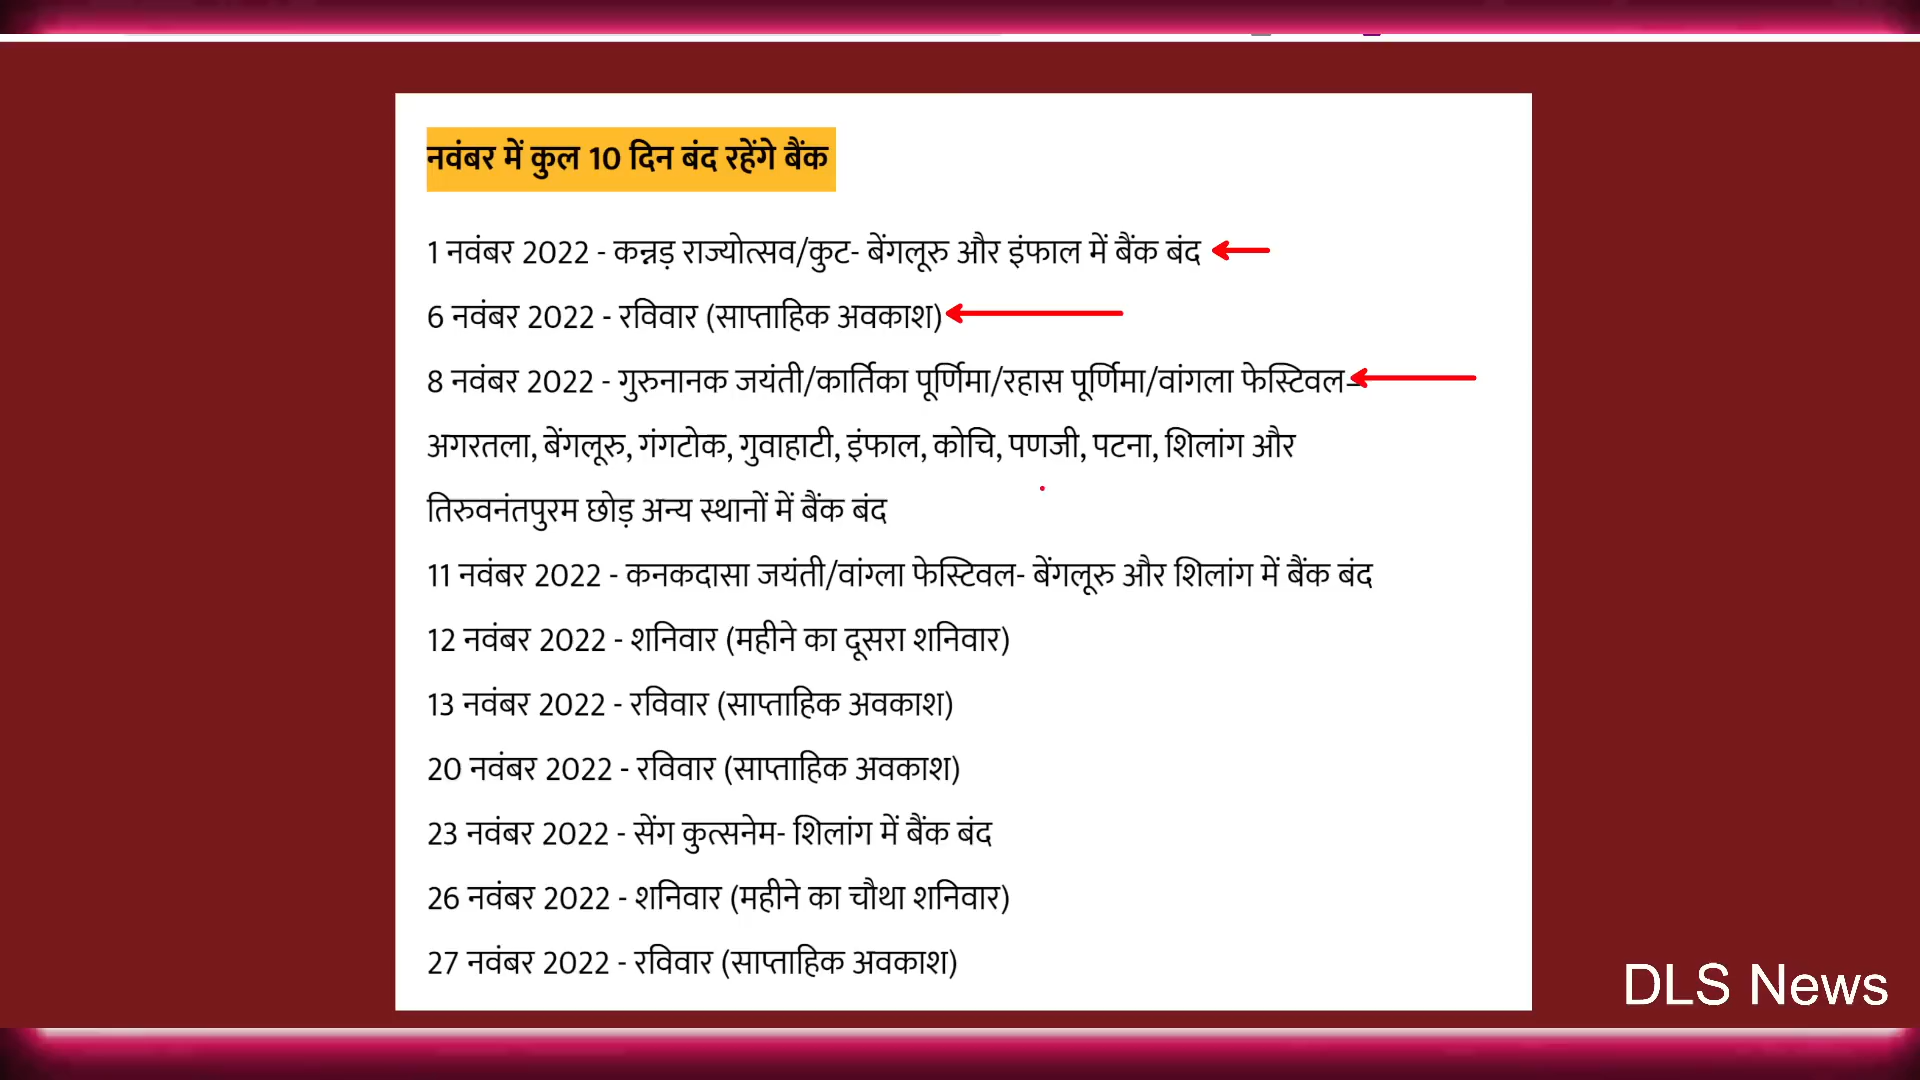 नवंबर में कुल 10 दिन बंद रहेंगे बैंक
1 नवंबर 2022 - कन्नड़ राज्योत्सव/कुट- बेंगलूरु और इंफाल में बैंक बंद
6 नवंबर 2022 - रविवार (साप्ताहिक अवकाश)
8 नवंबर 2022 - गुरुनानक जयंती/कार्तिका पूर्णिमा/रहास पूर्णिमा/वांगला फेस्टिवल–
अगरतला, बेंगलूरु, गंगटोक, गुवाहाटी, इंफाल, कोचि, पणजी, पटना, शिलांग और
तिरुवनंतपुरम छोड़ अन्य स्थानों में बैंक बंद
11 नवंबर 2022 - कनकदासा जयंती/वांग्ला फेस्टिवल- बेंगलूरु और शिलांग में बैंक बंद
12 नवंबर 2022 - शनिवार (महीने का दूसरा शनिवार)
13 नवंबर 2022 - रविवार (साप्ताहिक अवकाश)
20 नवंबर 2022 - रविवार (साप्ताहिक अवकाश)
23 नवंबर 2022 - सेंग कुत्सनेम- शिलांग में बैंक बंद
26 नवंबर 2022 - शनिवार (महीने का चौथा शनिवार)
27 नवंबर 2022 - रविवार (साप्ताहिक अवकाश)
DLS News